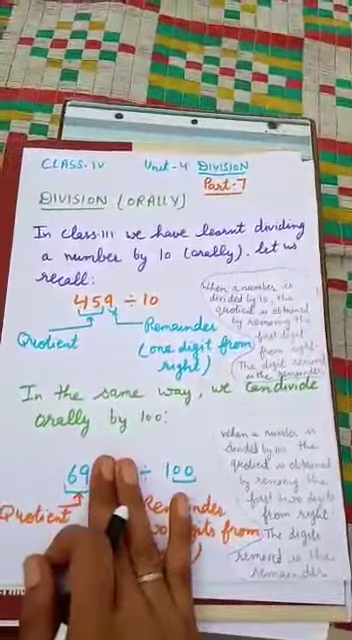 CLASS-IV Unit-4 DIVISION
Part-7
DIVISION (ORALLY)
In class-III we have learnt dividing
a number by 10 (orally). let us
recall:
459 ÷ 10
Quotient
Remainder
(one digit from
right)
When a number is
divided by 10, the
quotient is obtained
by removing the
first digit
from right.
The digit
is the remainder
In the same way, we can divide
orally by 100:
69 ÷ 100
Quotient
Remainder
digits from
When a number is
divided by 100 the
quotient is obtained
by removing the
first two digits
from right.
The digits
removed is the
remainder